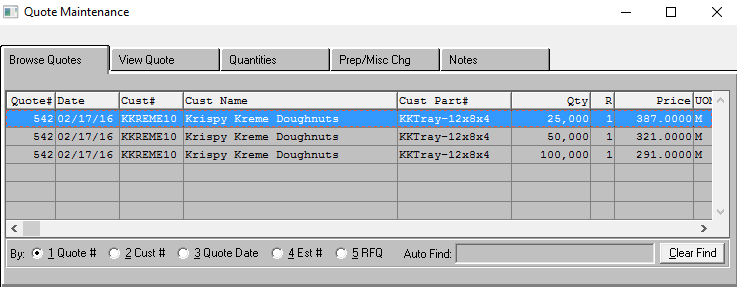 Quote Maintenance
Browse Quotes View Quote Quantities Prep/Misc Chg Notes
Quote# Date Cust# Cust Name Cust Part# Qty R Price UOM
542 02/17/16 KKREME10 Krispy Kreme Doughnuts KKTray-12x8x4 25,000 1 387.0000 M
542 02/17/16 KKREME10 Krispy Kreme Doughnuts KKTray-12x8x4 50,000 1 321.0000 M
542 02/17/16 KKREME10 Krispy Kreme Doughnuts KKTray-12x8x4 100,000 1 291.0000 M
By: 1 Quote # 2 Cust # 3 Quote Date 4 Est # 5 RFQ Auto Find: Clear Find